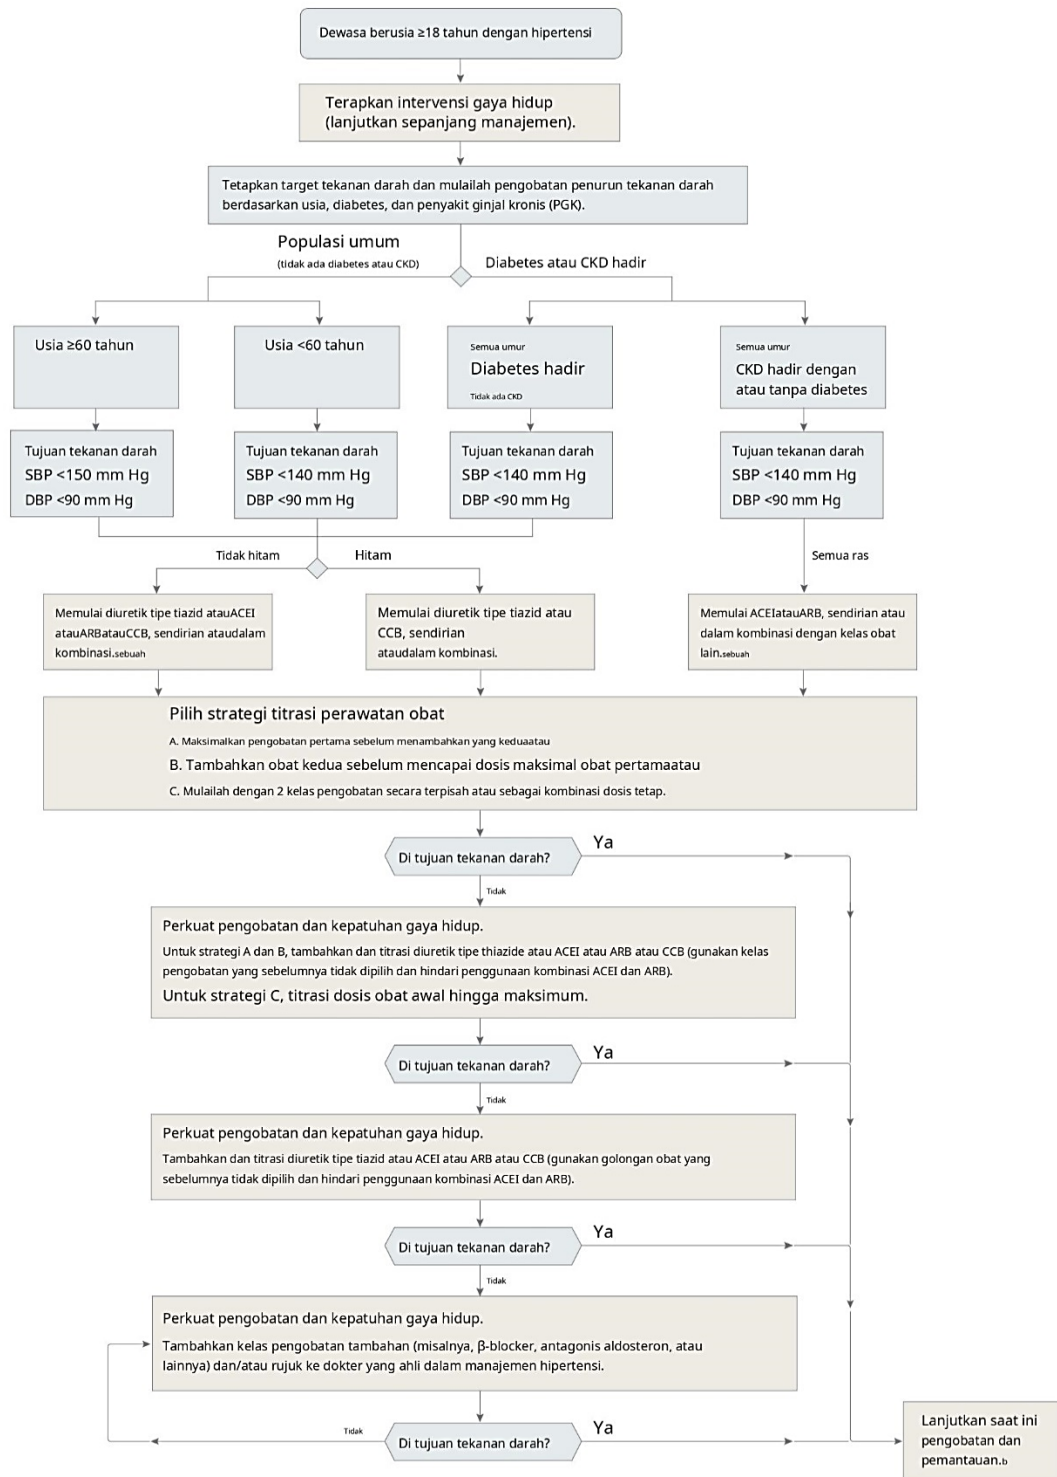 Dewasa berusia ≥18 tahun dengan hipertensi
Terapkan intervensi gaya hidup
(lanjutkan sepanjang manajemen).
Tetapkan target tekanan darah dan mulailah pengobatan penurun tekanan darah
berdasarkan usia, diabetes, dan penyakit ginjal kronis (PGK).
Populasi umum
(tidak ada diabetes atau CKD)
Diabetes atau CKD hadir
Usia ≥60 tahun
Usia <60 tahun
Semua umur
Diabetes hadir
Tidak ada CKD
Semua umur
CKD hadir dengan
atau tanpa diabetes
Tujuan tekanan darah
SBP <150 mm Hg
DBP <90 mm Hg
Tujuan tekanan darah
SBP <140 mm Hg
DBP <90 mm Hg
Tujuan tekanan darah
SBP <140 mm Hg
DBP <90 mm Hg
Tujuan tekanan darah
SBP <140 mm Hg
DBP <90 mm Hg
Tidak hitam
Hitam
Semua ras
Memulai diuretik tipe tiazid atauACEI
atauARBatauCCB, sendirian ataudalam
kombinasi.sebuah
Memulai diuretik tipe tiazid atau
CCB, sendirian
ataudalam kombinasi.
Memulai ACEIatauARB, sendirian atau
dalam kombinasi dengan kelas obat
lain.sebuah
Pilih strategi titrasi perawatan obat
A. Maksimalkan pengobatan pertama sebelum menambahkan yang keduaatau
B. Tambahkan obat kedua sebelum mencapai dosis maksimal obat pertamaatau
C. Mulailah dengan 2 kelas pengobatan secara terpisah atau sebagai kombinasi dosis tetap.
Di tujuan tekanan darah?
Ya
Tidak
Perkuat pengobatan dan kepatuhan gaya hidup.
Untuk strategi A dan B, tambahkan dan titrasi diuretik tipe thiazide atau ACEI atau ARB atau CCB (gunakan kelas
pengobatan yang sebelumnya tidak dipilih dan hindari penggunaan kombinasi ACEI dan ARB).
Untuk strategi C, titrasi dosis obat awal hingga maksimum.
Di tujuan tekanan darah?
Ya
Tidak
Perkuat pengobatan dan kepatuhan gaya hidup.
Tambahkan dan titrasi diuretik tipe tiazid atau ACEI atau ARB atau CCB (gunakan golongan obat yang
sebelumnya tidak dipilih dan hindari penggunaan kombinasi ACEI dan ARB).
Di tujuan tekanan darah?
Ya
Tidak
Perkuat pengobatan dan kepatuhan gaya hidup.
Tambahkan kelas pengobatan tambahan (misalnya, β-blocker, antagonis aldosteron, atau
lainnya) dan/atau rujuk ke dokter yang ahli dalam manajemen hipertensi.
Tidak
Di tujuan tekanan darah?
Ya
Lanjutkan saat ini
pengobatan dan
pemantauan.b